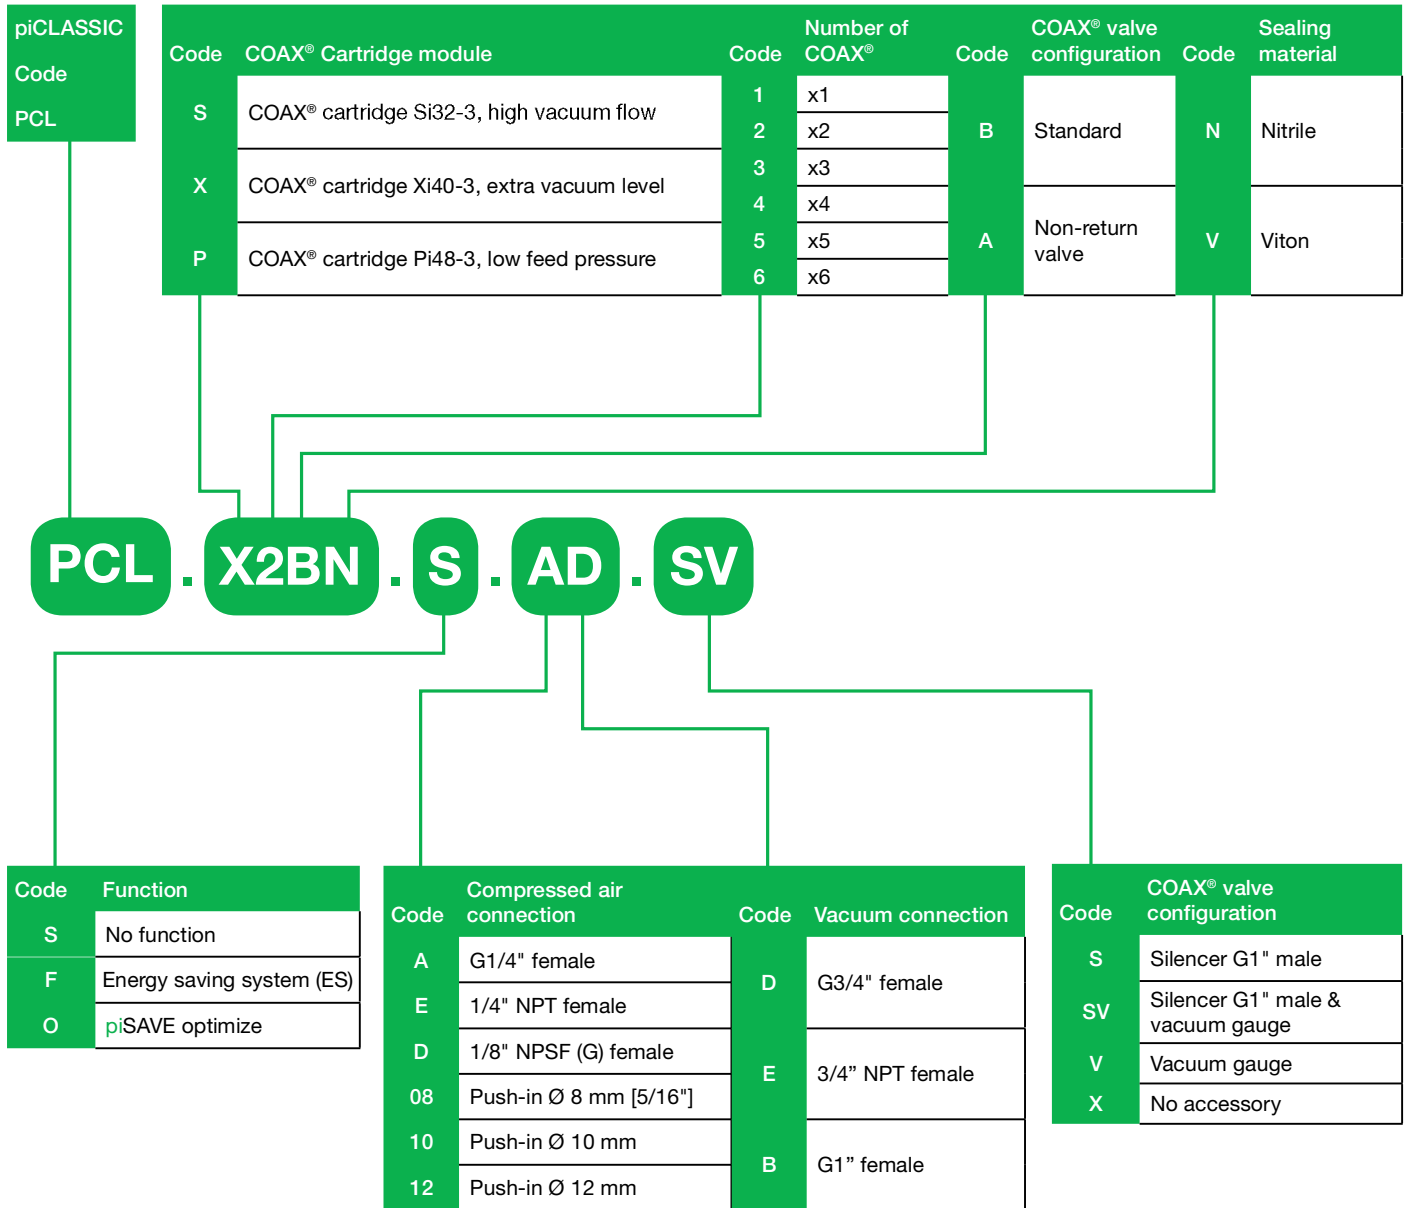 piCLASSIC
Code
PCL
Code COAX® Cartridge module Code Number of COAX® Code COAX® valve configuration Code Sealing material
S COAX® cartridge Si32-3, high vacuum flow
X COAX® cartridge Xi40-3, extra vacuum level
P COAX® cartridge Pi48-3, low feed pressure
1 x1
2 x2
3 x3
4 x4
5 x5
6 x6
B Standard
A Non-return valve
N Nitrile
V Viton
PCL . X2BN . S . AD . SV
Code Function
S No function
F Energy saving system (ES)
O piSAVE optimize
Code Compressed air connection
A G1/4" female
E 1/4" NPT female
D 1/8" NPSF (G) female
08 Push-in Ø 8 mm [5/16"]
10 Push-in Ø 10 mm
12 Push-in Ø 12 mm
Code Vacuum connection
D G3/4" female
E 3/4” NPT female
B G1” female
Code COAX® valve configuration
S Silencer G1" male
SV Silencer G1" male & vacuum gauge
V Vacuum gauge
X No accessory